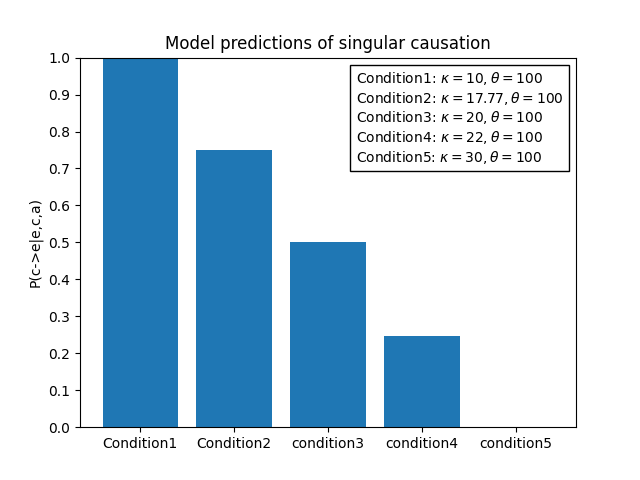 Model predictions of singular causation
P(c->e|e,c,a)
1.0
0.9
0.8
0.7
0.6
0.5
0.4
0.3
0.2
0.1
0.0
Condition1: κ = 10, θ = 100
Condition2: κ = 17.77, θ = 100
Condition3: κ = 20, θ = 100
Condition4: κ = 22, θ = 100
Condition5: κ = 30, θ = 100
Condition1 Condition2 condition3 condition4 condition5